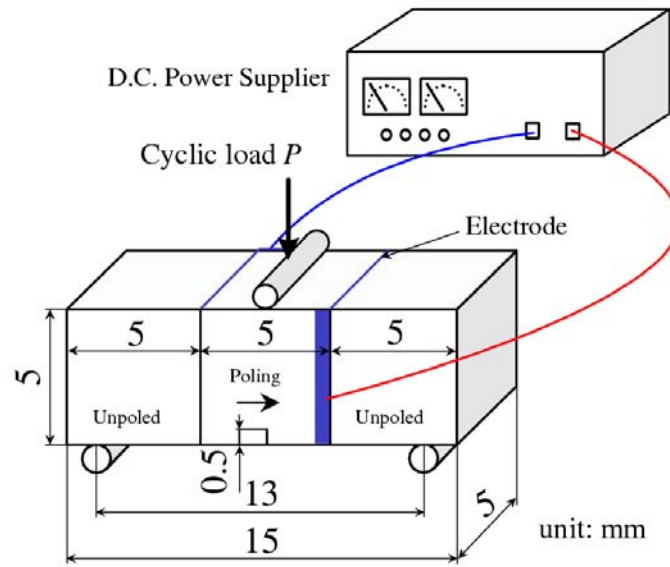 D.C. Power Supplier
Cyclic load P
Electrode
5
5
5
5
Poling
Unpoled
Unpoled
0.5
13
5
15
unit: mm